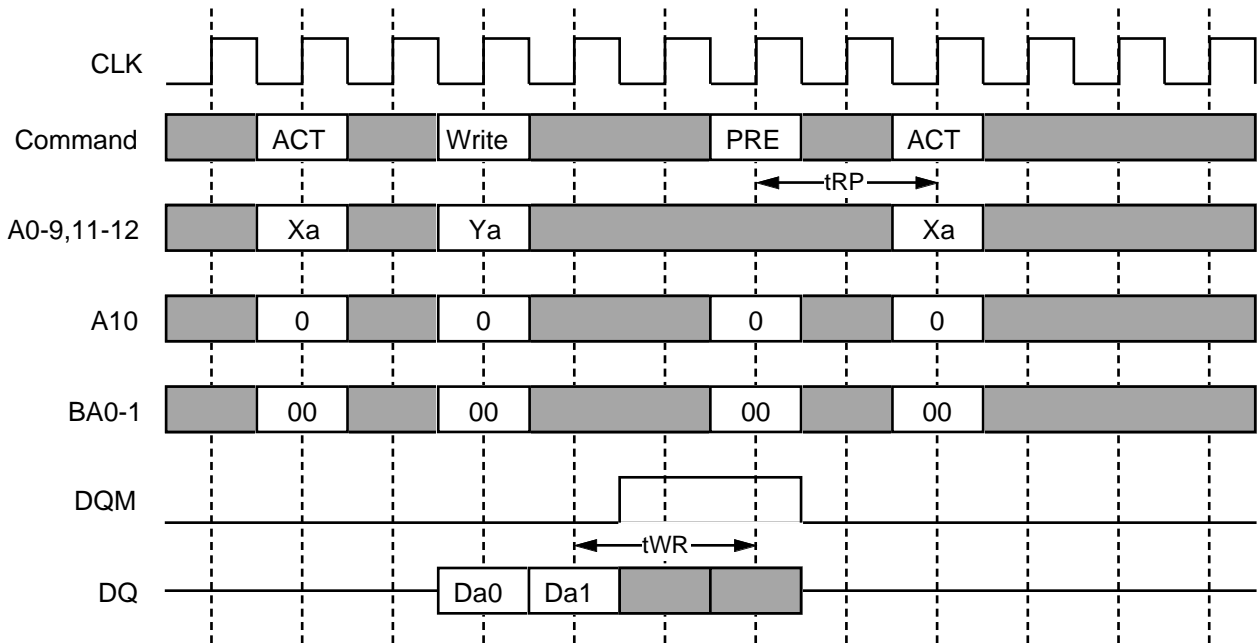 CLK
Command ACT Write PRE ACT
tRP
A0-9,11-12 Xa Ya Xa
A10 0 0 0 0
BA0-1 00 00 00 00
DQM
tWR
DQ Da0 Da1